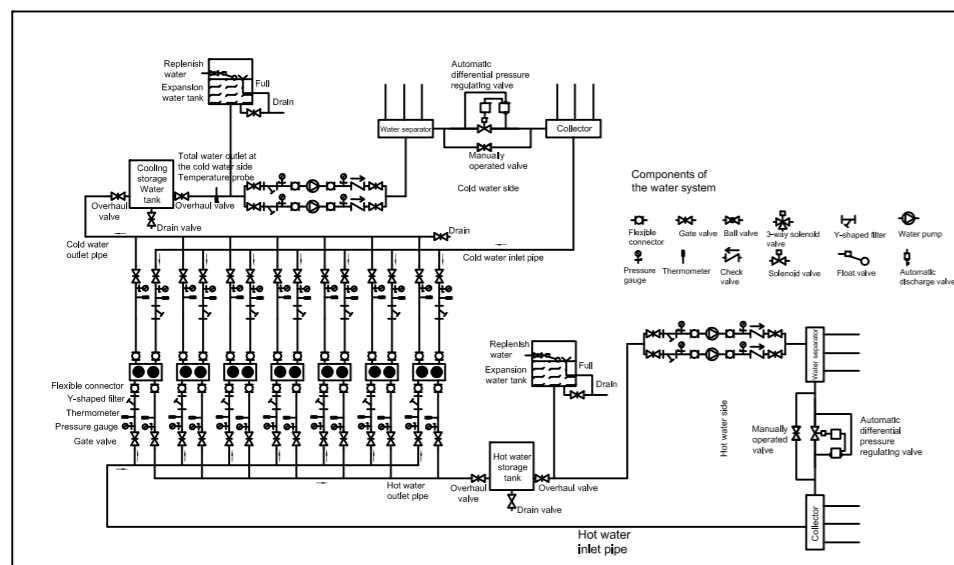 Replenish
water
Expansion
water tank
Full
Drain
Automatic
differential pressure
regulating valve
Water separator
Collector
Manually
operated valve
Cold water side
Total water outlet at
the cold water side
Temperature probe
Cooling
storage
Water
tank
Overhaul
valve
Overhaul valve
Drain valve
Cold water
outlet pipe
Drain
Cold water inlet pipe
Components of
the water system
Flexible
connector
Gate valve
Ball valve
3-way solenoid
valve
Y-shaped filter
Water pump
Pressure
gauge
Thermometer
Check
valve
Solenoid valve
Float valve
Automatic
discharge valve
Replenish
water
Expansion
water tank
Full
Drain
Water separator
Flexible connector
Y-shaped filter
Thermometer
Pressure gauge
Gate valve
Hot water side
Manually
operated
valve
Automatic
differential
pressure
regulating valve
Hot water
storage
tank
Hot water
outlet pipe
Overhaul
valve
Overhaul valve
Drain valve
Collector
Hot water
inlet pipe